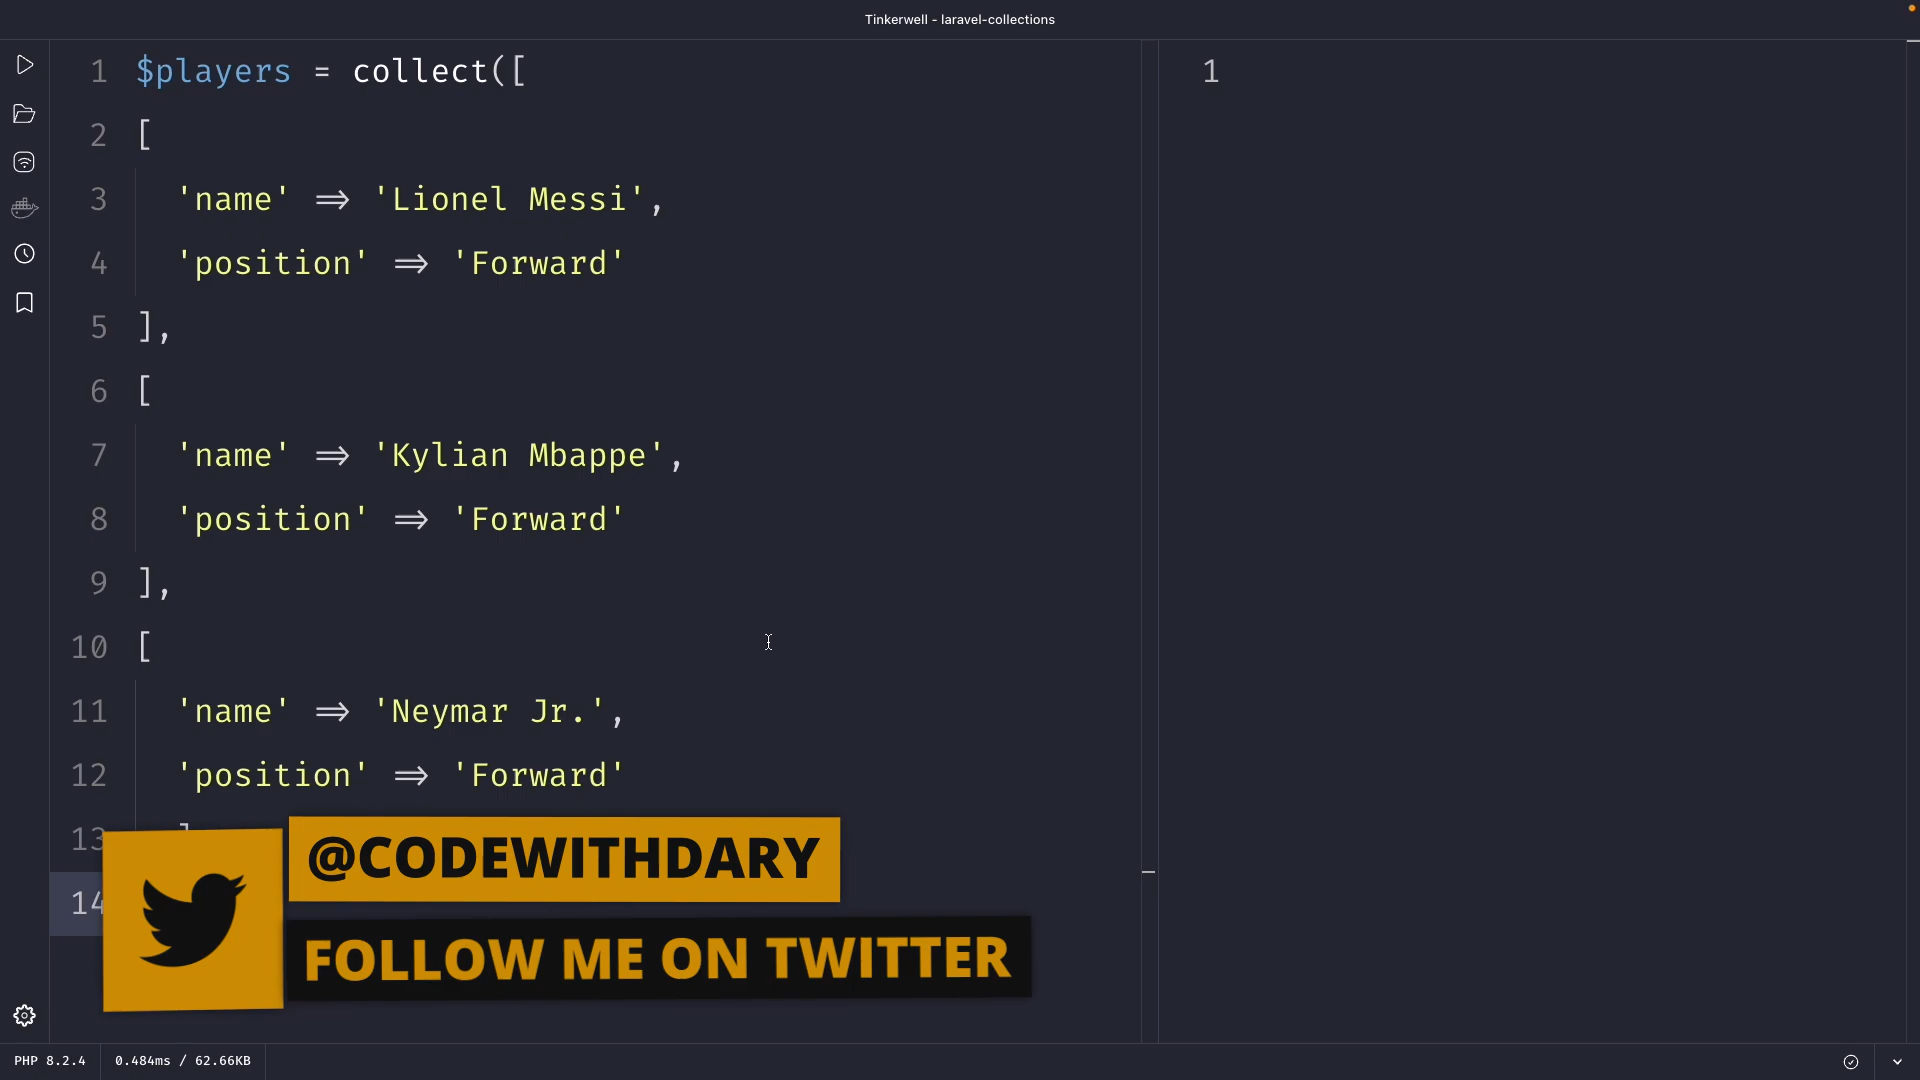 Tinkerwell - laravel-collections
1 $players = collect([
2 [
3 'name' => 'Lionel Messi',
4 'position' => 'Forward'
5 ],
6 [
7 'name' => 'Kylian Mbappe',
8 'position' => 'Forward'
9 ],
10 [
11 'name' => 'Neymar Jr.',
12 'position' => 'Forward'
13 ]
14
1
@CODEWITHDARY
FOLLOW ME ON TWITTER
PHP 8.2.4 0.484ms / 62.66KB